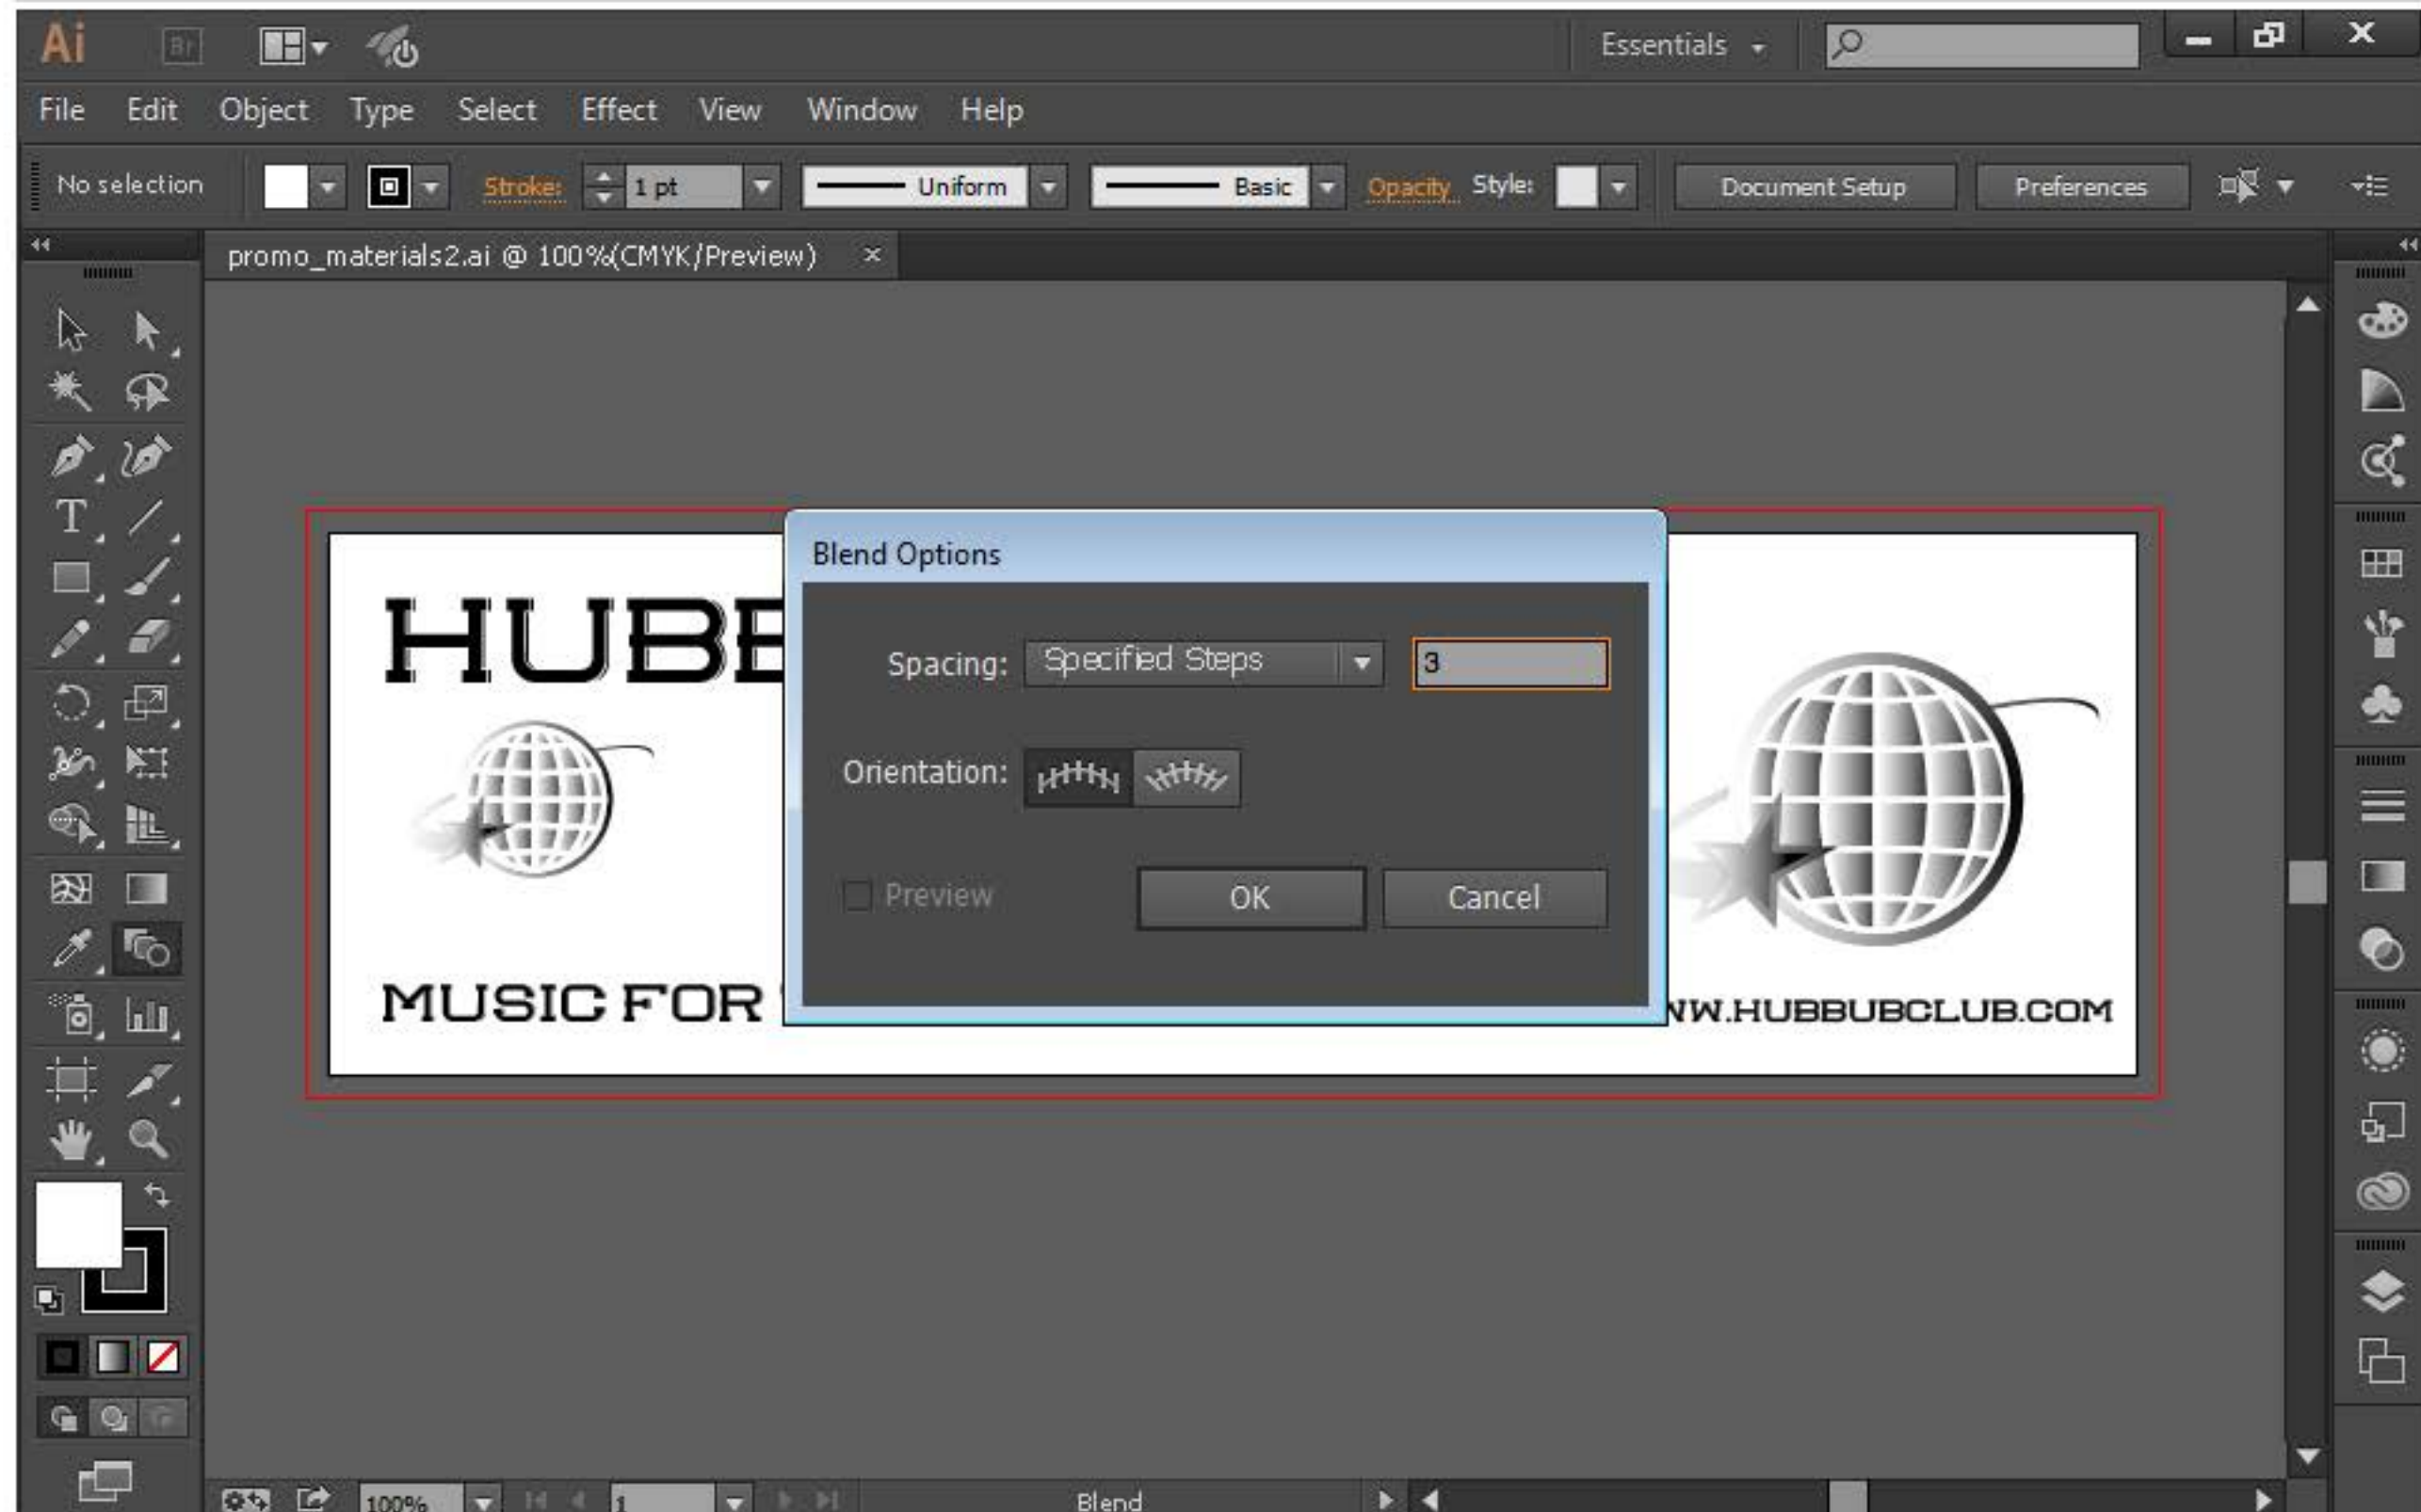 Ai Br Essentials
File Edit Object Type Select Effect View Window Help
No selection Stroke: 1 pt Uniform Basic Opacity Style: Document Setup Preferences
promo_materials2.ai @ 100%(CMYK/Preview) ×
Blend Options
HUBB
Spacing: Specified Steps 3
Orientation:
Preview OK Cancel
MUSIC FOR
WW.HUBBUBCLUB.COM
100% 1 Blend